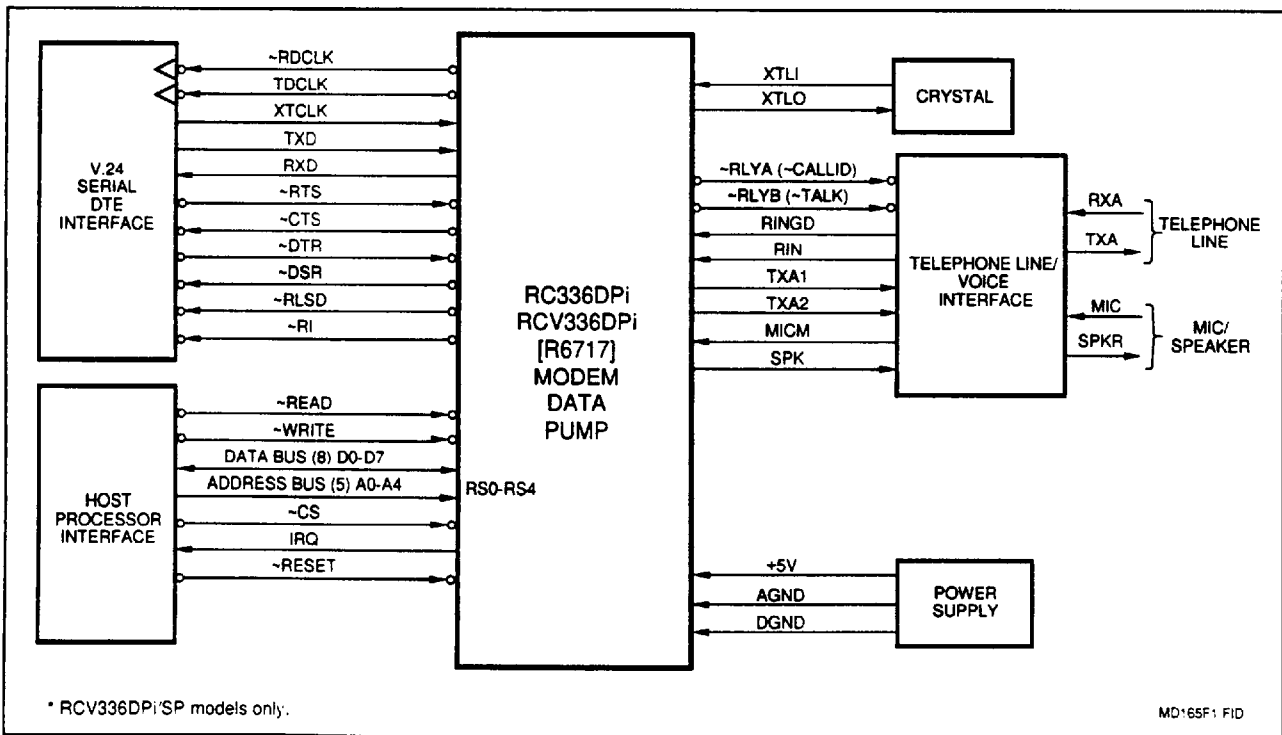 ~RDCLK
TDCLK
XTCLK
TXD
RXD
~RTS
~CTS
~DTR
~DSR
~RLSD
~RI
V.24
SERIAL
DTE
INTERFACE
~READ
~WRITE
DATA BUS (8) D0-D7
ADDRESS BUS (5) A0-A4
~CS
IRQ
~RESET
HOST
PROCESSOR
INTERFACE
RS0-RS4
RC336DPi
RCV336DPi
[R6717]
MODEM
DATA
PUMP
XTLI
XTLO
CRYSTAL
~RLYA (~CALLID)
~RLYB (~TALK)
RINGD
RIN
TXA1
TXA2
MICM
SPK
TELEPHONE LINE/
VOICE
INTERFACE
RXA
TXA
TELEPHONE
LINE
MIC
SPKR
MIC/
SPEAKER
+5V
AGND
DGND
POWER
SUPPLY
* RCV336DPi/SP models only.
MD165F1 FID